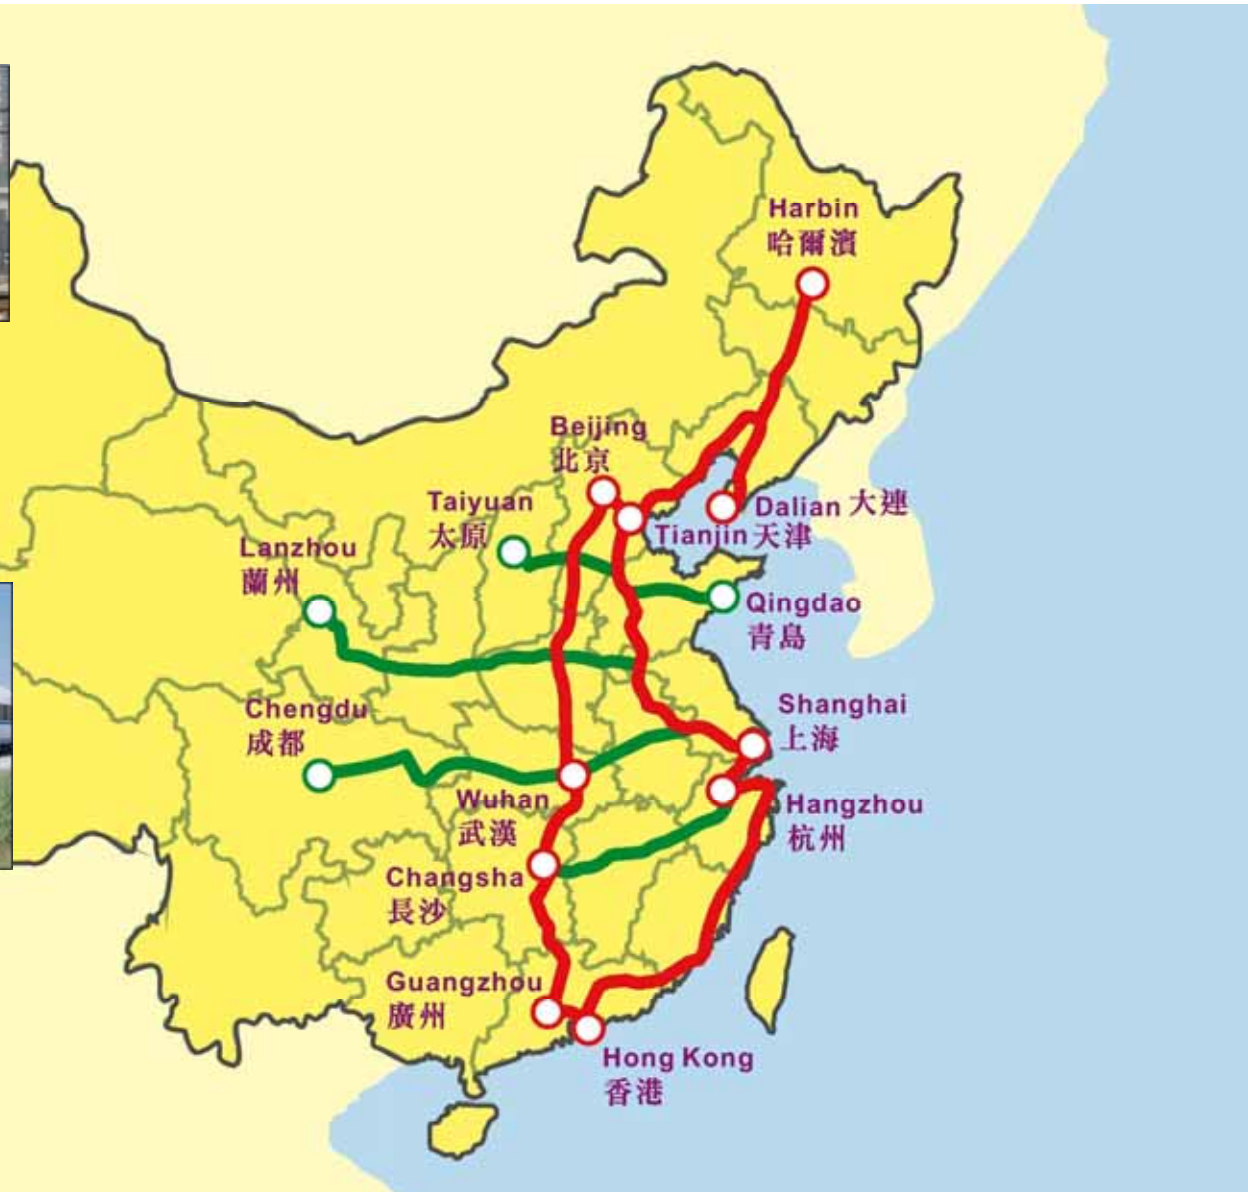 Harbin
哈爾濱
Beijing
北京
Taiyuan
太原
Dalian 大連
Tianjin 天津
Lanzhou
蘭州
Qingdao
青島
Chengdu
成都
Shanghai
上海
Wuhan
武漢
Hangzhou
杭州
Changsha
長沙
Guangzhou
廣州
Hong Kong
香港